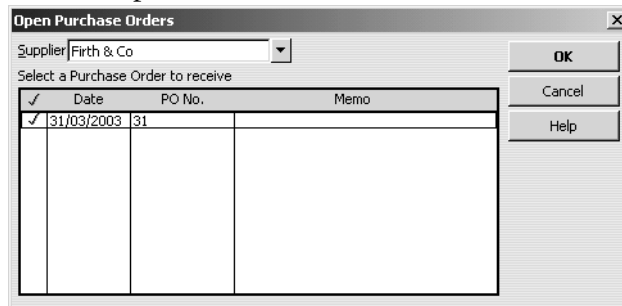 Open Purchase Orders
Supplier Firth & Co
OK
Select a Purchase Order to receive
Cancel
✓ Date PO No. Memo
✓ 31/03/2003 31
Help